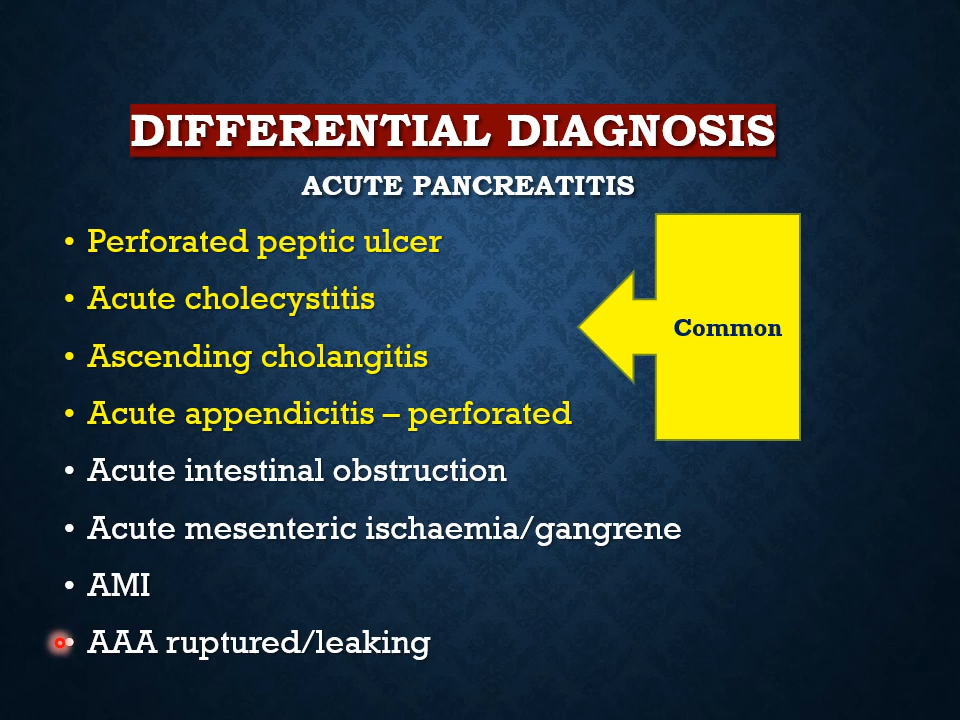 DIFFERENTIAL DIAGNOSIS
ACUTE PANCREATITIS
• Perforated peptic ulcer
• Acute cholecystitis
• Ascending cholangitis
• Acute appendicitis – perforated
Common
• Acute intestinal obstruction
• Acute mesenteric ischaemia/gangrene
• AMI
• AAA ruptured/leaking